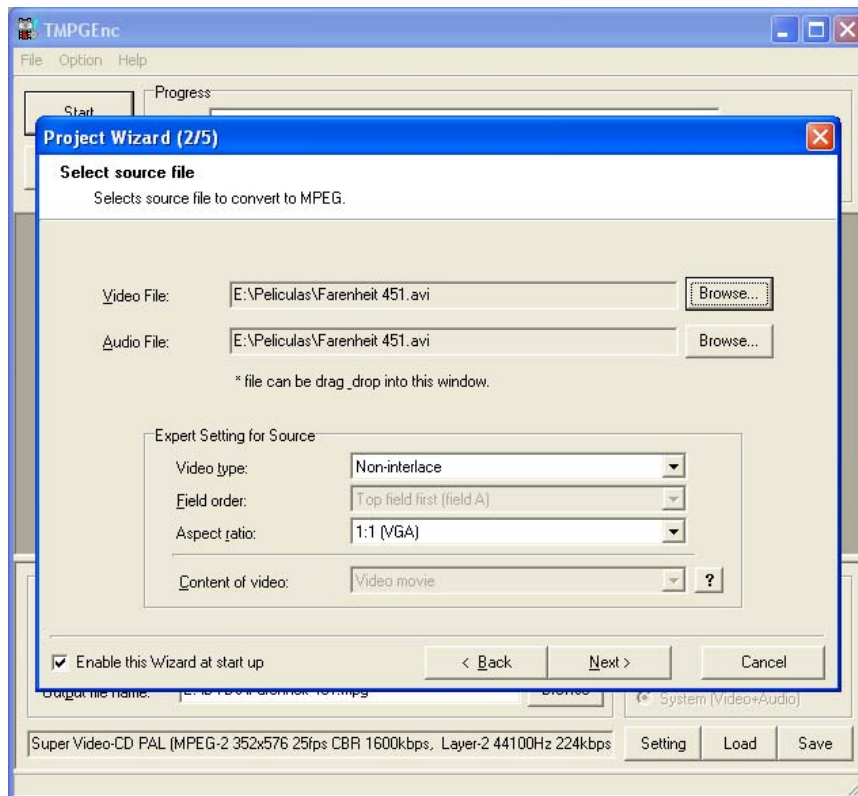 TMPGEnc
File Option Help
Progress
Start
Project Wizard (2/5)
Select source file
Selects source file to convert to MPEG.
Video File: E:\Peliculas\Farenheit 451.avi Browse...
Audio File: E:\Peliculas\Farenheit 451.avi Browse...
* file can be drag_drop into this window.
Expert Setting for Source
Video type: Non-interlace
Field order: Top field first (field A)
Aspect ratio: 1:1 (VGA)
Content of video: Video movie ?
Enable this Wizard at start up < Back Next > Cancel
Output file name: Browse
System (Video+Audio)
Super Video-CD PAL (MPEG-2 352x576 25fps CBR 1600kbps, Layer-2 44100Hz 224kbps Setting Load Save